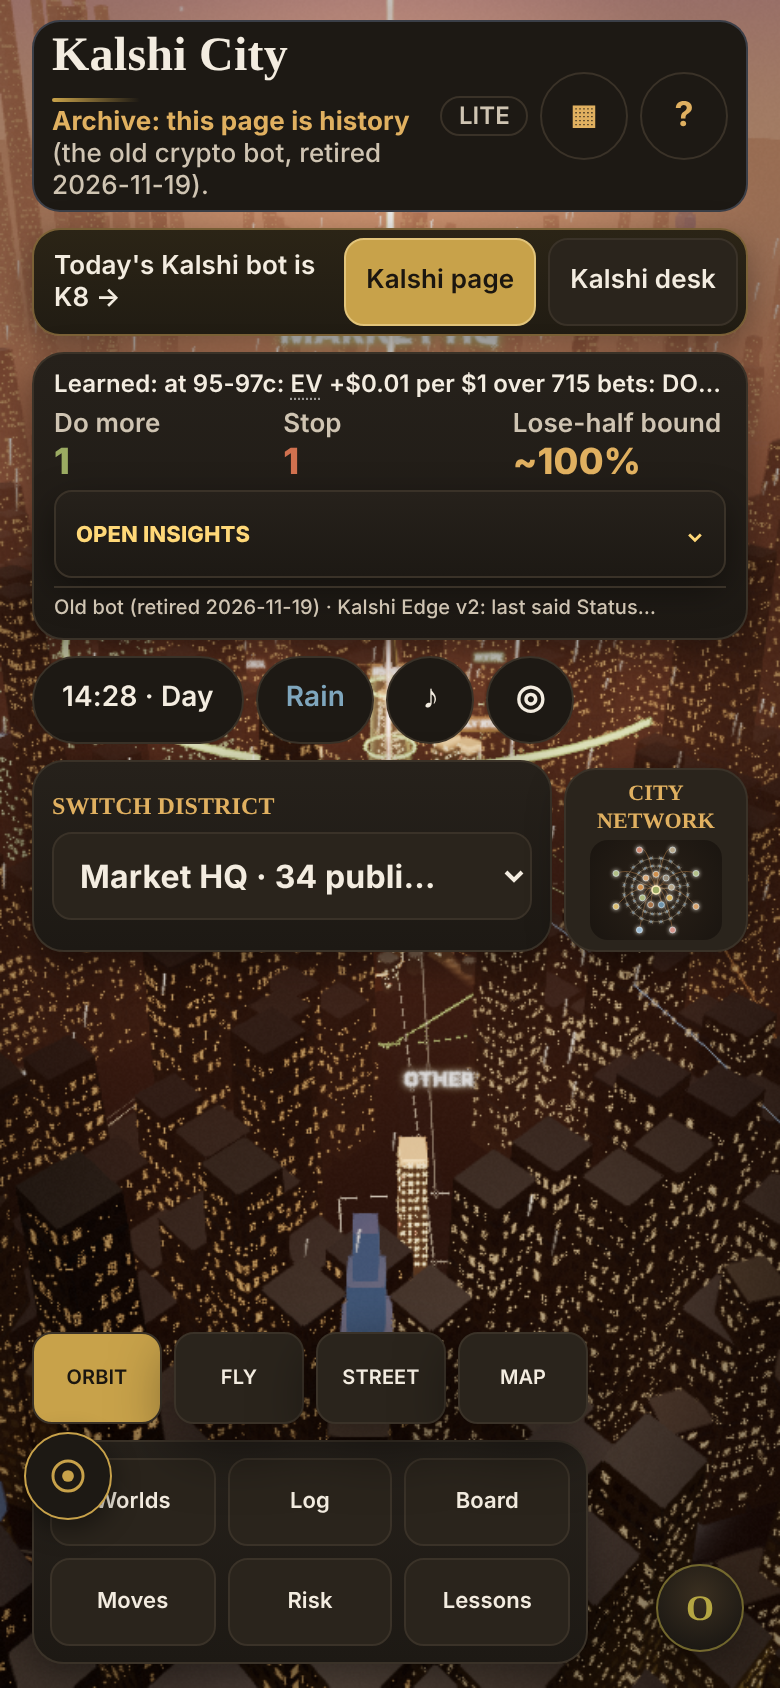 Kalshi City
Archive: this page is history
(the old crypto bot, retired
2026-11-19).
LITE
?
Today's Kalshi bot is
K8 →
Kalshi page
Kalshi desk
MARKET HQ
Learned: at 95-97c: EV +$0.01 per $1 over 715 bets: DO...
Do more
Stop
Lose-half bound
1
1
~100%
OPEN INSIGHTS
Old bot (retired 2026-11-19) · Kalshi Edge v2: last said Status...
14:28 · Day
Rain
♪
SWITCH DISTRICT
Market HQ · 34 publi...
CITY
NETWORK
OTHER
ORBIT
FLY
STREET
MAP
Worlds
Log
Board
Moves
Risk
Lessons
O